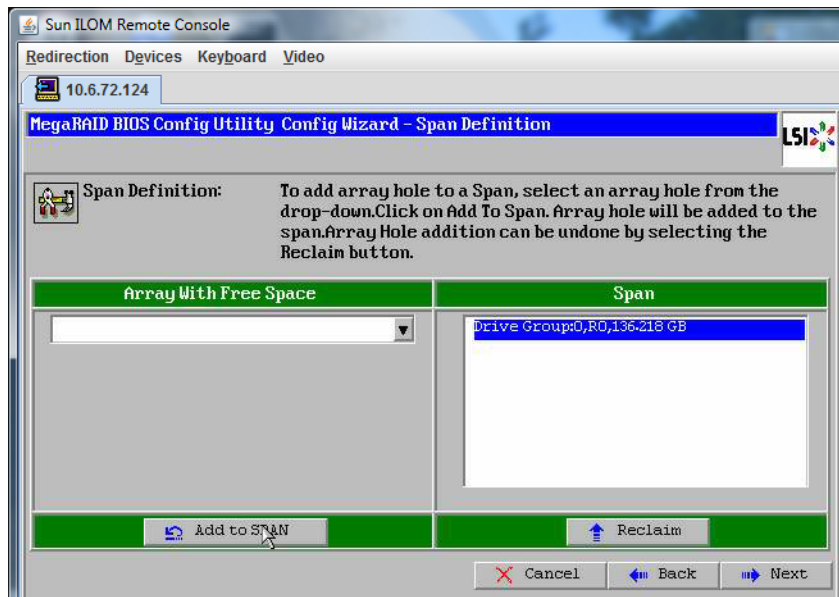 Sun ILOM Remote Console
Redirection Devices Keyboard Video
10.6.72.124
MegaRAID BIOS Config Utility Config Wizard - Span Definition
LSI
Span Definition:
To add array hole to a Span, select an array hole from the
drop-down.Click on Add To Span. Array hole will be added to the
span.Array Hole addition can be undone by selecting the
Reclaim button.
Array With Free Space
Span
Drive Group:0,R0,136.218 GB
Add to SPAN
Reclaim
Cancel
Back
Next